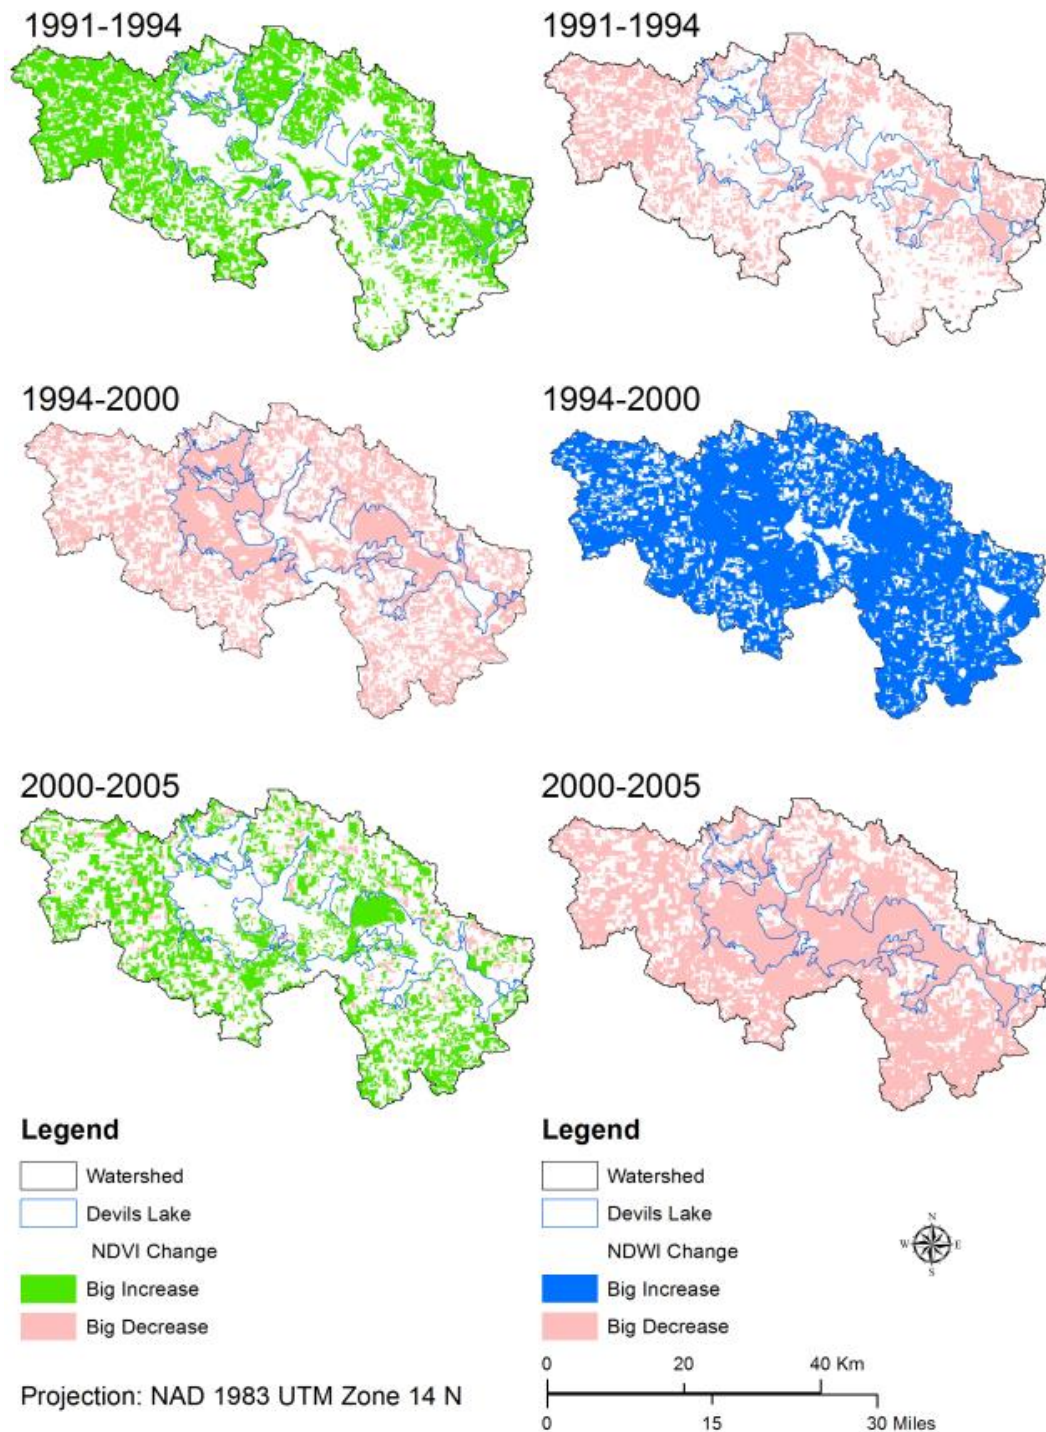 1991-1994
1991-1994
1994-2000
1994-2000
2000-2005
2000-2005
Legend
Watershed
Devils Lake
NDVI Change
Big Increase
Big Decrease
Projection: NAD 1983 UTM Zone 14 N
Legend
Watershed
Devils Lake
NDWI Change
Big Increase
Big Decrease
N
W E
S
0 20 40 Km
0 15 30 Miles